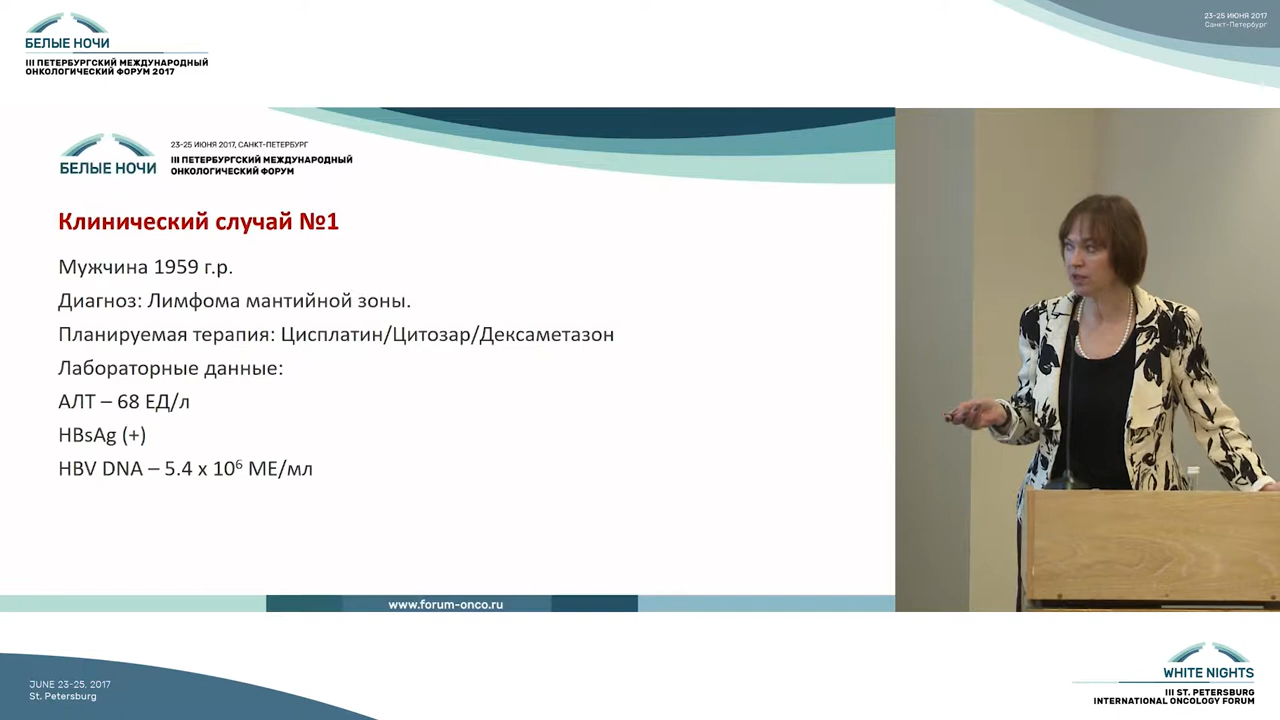 БЕЛЫЕ НОЧИ
III ПЕТЕРБУРГСКИЙ МЕЖДУНАРОДНЫЙ
ОНКОЛОГИЧЕСКИЙ ФОРУМ 2017
23-25 ИЮНЯ 2017
Санкт-Петербург
БЕЛЫЕ НОЧИ
23-25 ИЮНЯ 2017, САНКТ-ПЕТЕРБУРГ
III ПЕТЕРБУРГСКИЙ МЕЖДУНАРОДНЫЙ
ОНКОЛОГИЧЕСКИЙ ФОРУМ
Клинический случай №1
Мужчина 1959 г.р.
Диагноз: Лимфома мантийной зоны.
Планируемая терапия: Цисплатин/Цитозар/Дексаметазон
Лабораторные данные:
АЛТ – 68 ЕД/л
HBsAg (+)
HBV DNA – 5.4 x 10⁶ МЕ/мл
www.forum-onco.ru
JUNE 23-25, 2017
St. Petersburg
WHITE NIGHTS
III ST. PETERSBURG
INTERNATIONAL ONCOLOGY FORUM